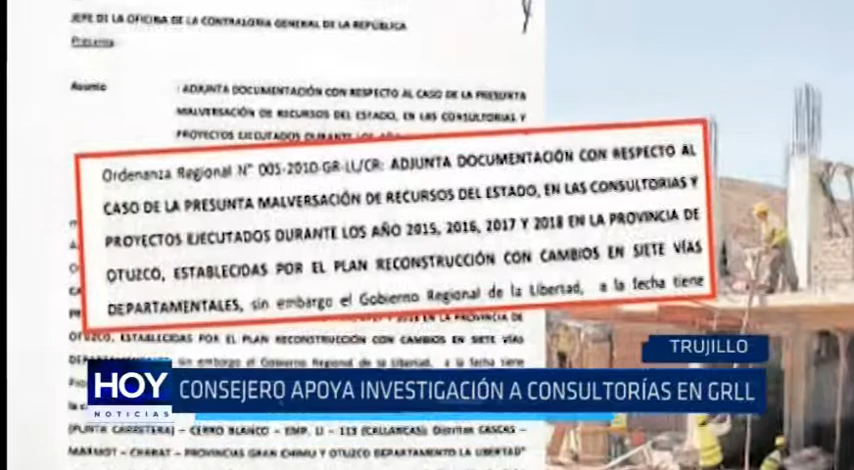 JEFE DE LA OFICINA DE LA CONTRALORIA GENERAL DE LA REPÚBLICA
Presente
Asunto : ADJUNTA DOCUMENTACIÓN CON RESPECTO AL CASO DE LA PRESUNTA
MALVERSACIÓN DE RECURSOS DEL ESTADO, EN LAS CONSULTORIAS Y
PROYECTOS EJECUTADOS DURANTE LOS AÑO
Ordenanza Regional N° 005-2010-GR-LL/CR: ADJUNTA DOCUMENTACIÓN CON RESPECTO AL
CASO DE LA PRESUNTA MALVERSACIÓN DE RECURSOS DEL ESTADO, EN LAS CONSULTORIAS Y
PROYECTOS EJECUTADOS DURANTE LOS AÑO 2015, 2016, 2017 Y 2018 EN LA PROVINCIA DE
OTUZCO, ESTABLECIDAS POR EL PLAN RECONSTRUCCIÓN CON CAMBIOS EN SIETE VÍAS
DEPARTAMENTALES, sin embargo el Gobierno Regional de la Libertad, a la fecha tiene
2018 EN LA PROVINCIA DE
OTUZCO, ESTABLECIDAS POR EL PLAN RECONSTRUCCIÓN CON CAMBIOS EN SIETE VÍAS
sin embargo el Gobierno Regional de la Libertad, a la fecha tiene
TRUJILLO
HOY
NOTICIAS
CONSEJERO APOYA INVESTIGACIÓN A CONSULTORÍAS EN GRLL
(PUNTA CARRETERA) – CERRO BLANCO – EMP. LI – 113 (CALLANCAS); Distritos CASCAS –
MARMOT – CHARAT – PROVINCIAS GRAN CHIMU Y OTUZCO DEPARTAMENTO LA LIBERTAD"